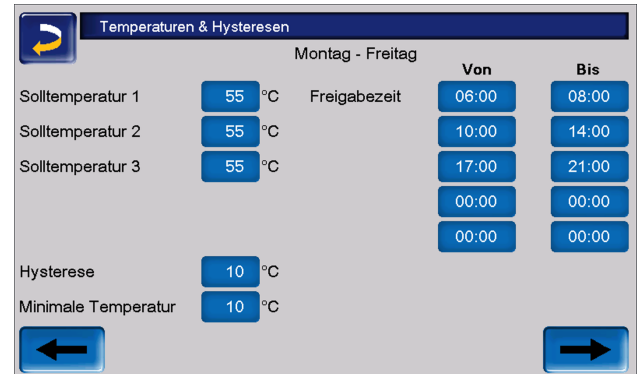 Temperaturen & Hysteresen
Montag - Freitag
Von Bis
Solltemperatur 1 55 °C Freigabezeit 06:00 08:00
Solltemperatur 2 55 °C 10:00 14:00
Solltemperatur 3 55 °C 17:00 21:00
00:00 00:00
00:00 00:00
Hysterese 10 °C
Minimale Temperatur 10 °C